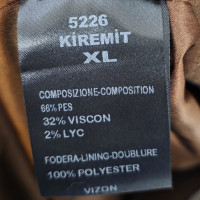 5226
KİREMİT
XL
COMPOSIZIONE-COMPOSITION
66% PES
32% VISCON
2% LYC
FODERA-LINING-DOUBLURE
100% POLYESTER
VIZON